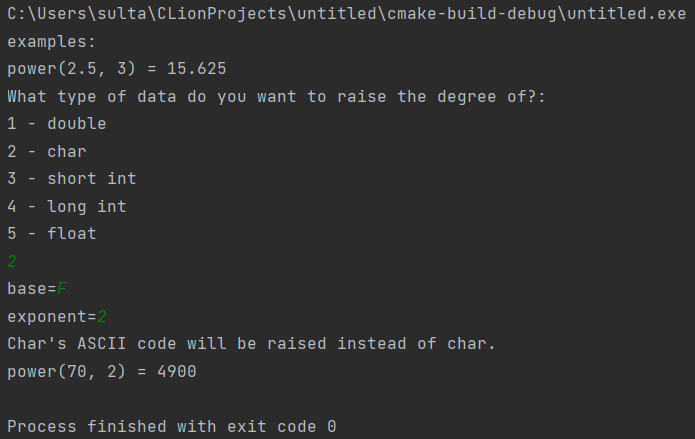 C:\Users\sulta\CLionProjects\untitled\cmake-build-debug\untitled.exe
examples:
power(2.5, 3) = 15.625
What type of data do you want to raise the degree of?:
1 - double
2 - char
3 - short int
4 - long int
5 - float
2
base=F
exponent=2
Char's ASCII code will be raised instead of char.
power(70, 2) = 4900
Process finished with exit code 0